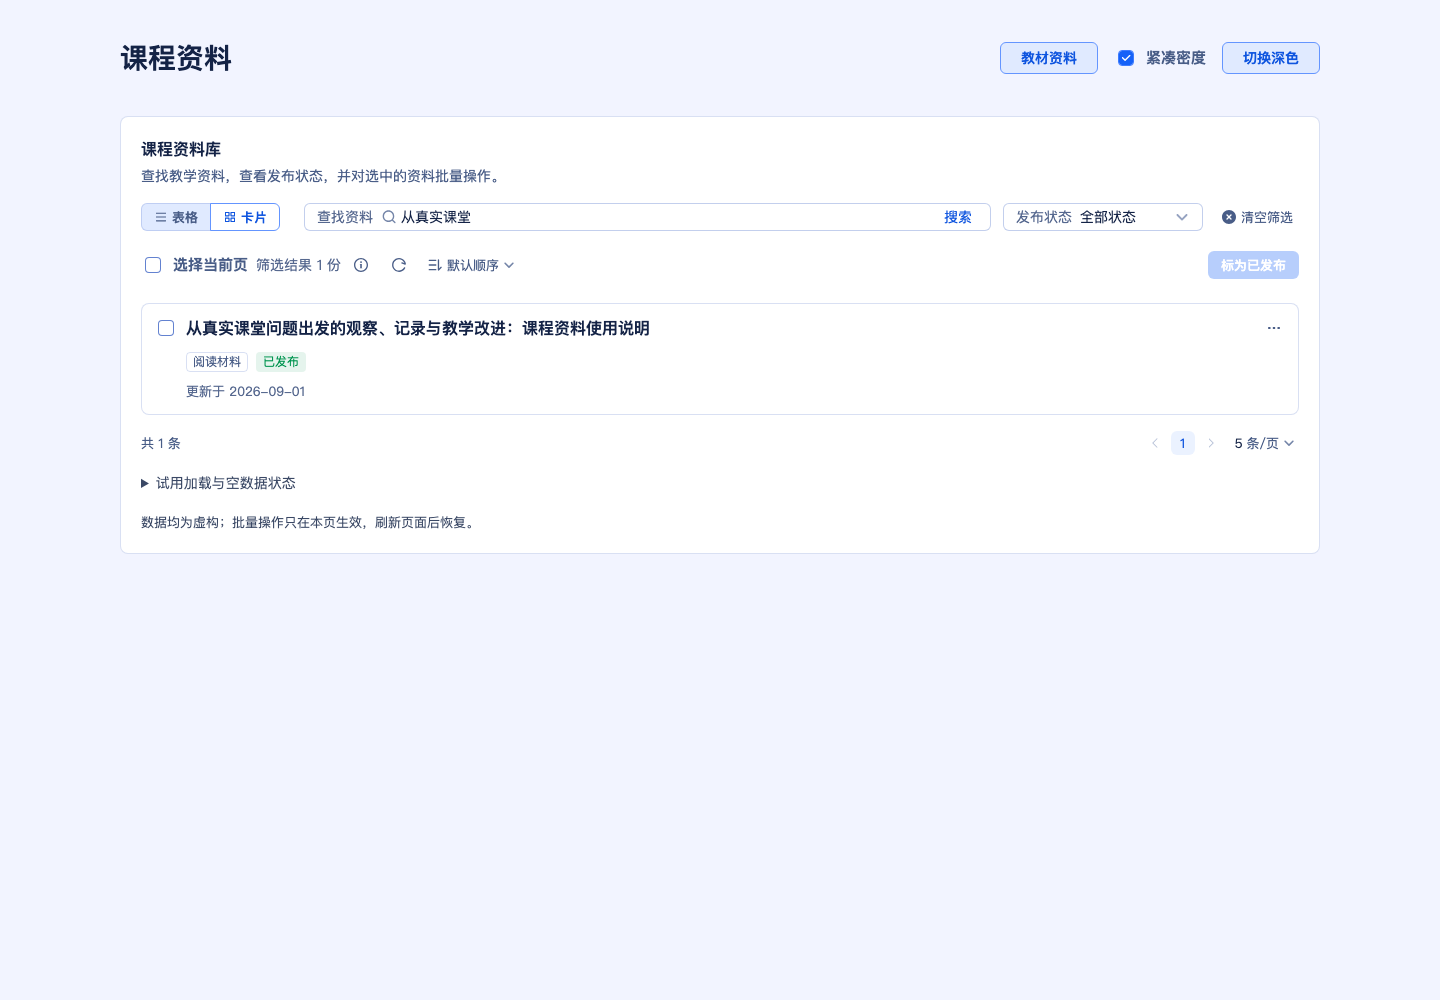 课程资料
教材资料 紧凑密度 切换深色
课程资料库
查找教学资料，查看发布状态，并对选中的资料批量操作。
表格 卡片 查找资料 从真实课堂 搜索 发布状态 全部状态 清空筛选
选择当前页 筛选结果 1 份 默认顺序 标为已发布
从真实课堂问题出发的观察、记录与教学改进：课程资料使用说明
阅读材料 已发布
更新于 2026-09-01
共 1 条 1 5 条/页
试用加载与空数据状态
数据均为虚构；批量操作只在本页生效，刷新页面后恢复。